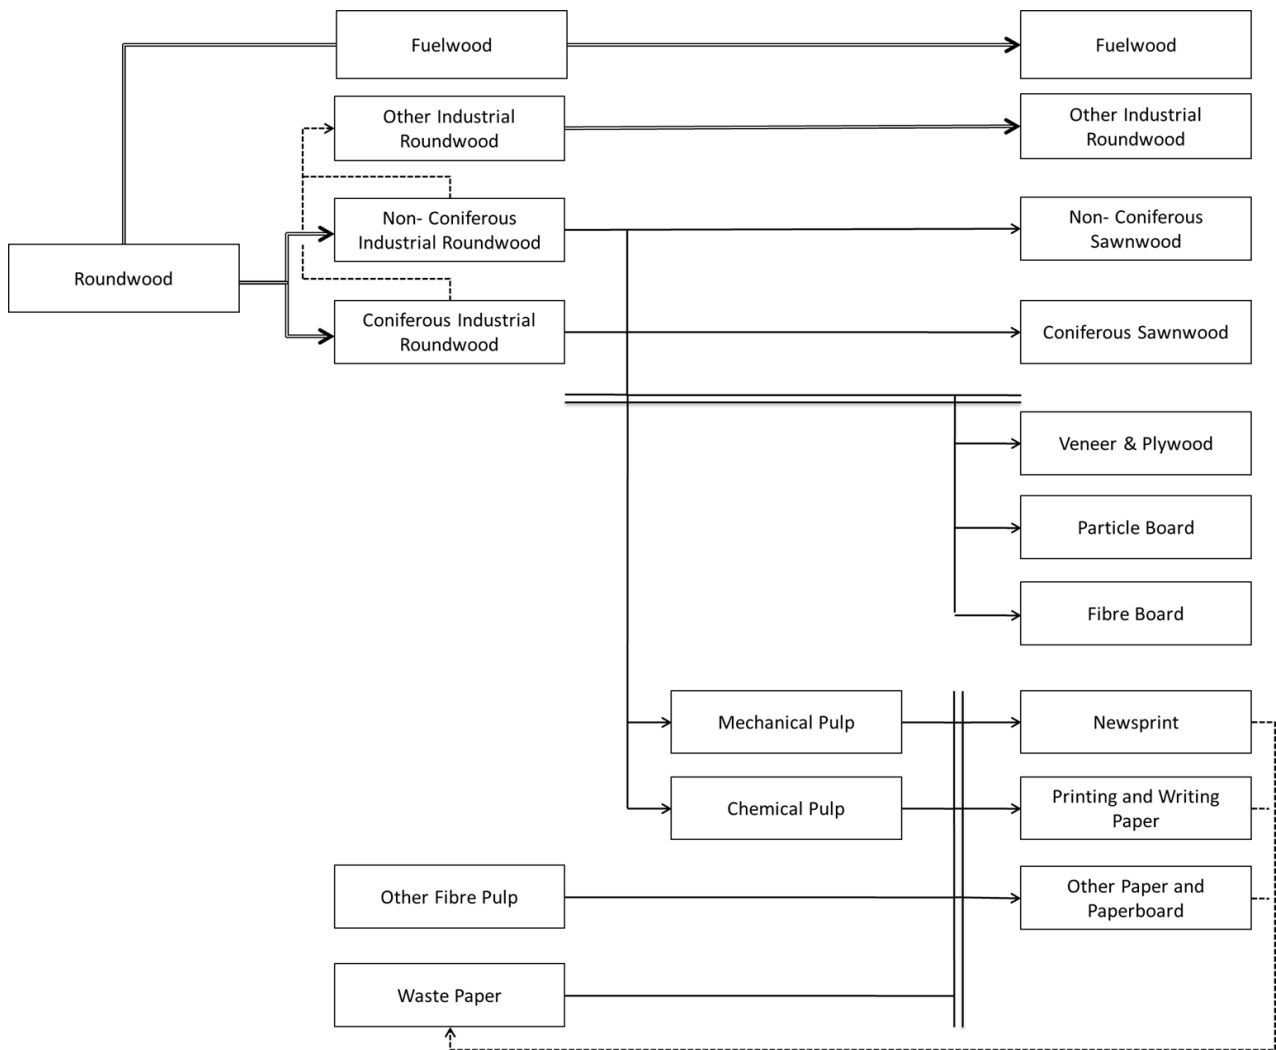 Fuelwood
Fuelwood
Other Industrial
Roundwood
Other Industrial
Roundwood
Non- Coniferous
Industrial Roundwood
Non- Coniferous
Sawnwood
Roundwood
Coniferous Industrial
Roundwood
Coniferous Sawnwood
Veneer & Plywood
Particle Board
Fibre Board
Mechanical Pulp
Newsprint
Chemical Pulp
Printing and Writing
Paper
Other Fibre Pulp
Other Paper and
Paperboard
Waste Paper